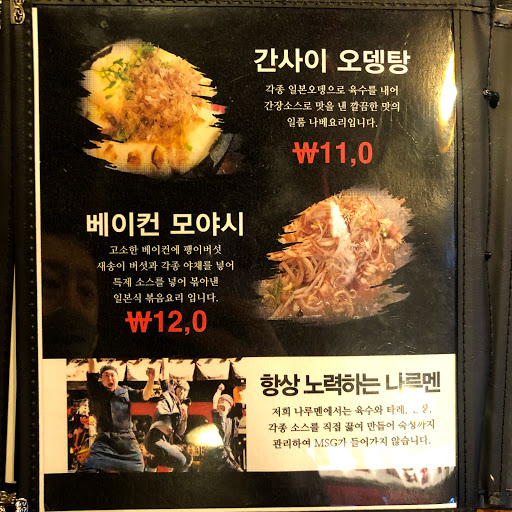 간사이 오뎅탕
각종 일본오뎅으로 육수를 내어
간장소스로 맛을 낸 깔끔한 맛의
일품 나베요리입니다.
₩11,0
베이컨 모야시
고소한 베이컨에 팽이버섯
새송이 버섯과 각종 야채를 넣어
특제 소스를 넣어 볶아낸
일본식 볶음요리 입니다.
₩12,0
항상 노력하는 나루멘
저희 나루멘에서는 육수와 타레,
각종 소스를 직접 끓여 만들어 숙성까지
관리하여 MSG가 들어가지 않습니다.